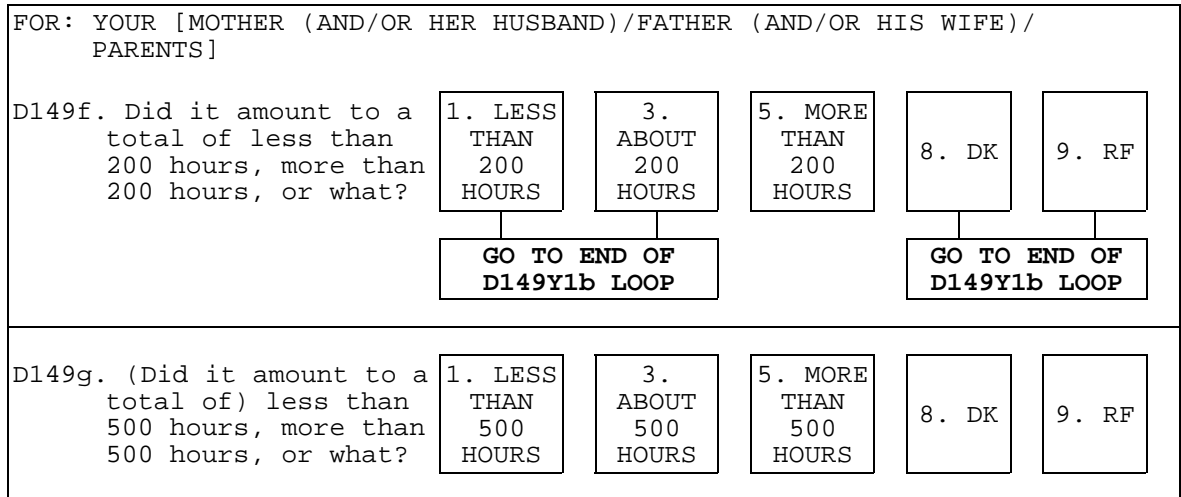 FOR: YOUR [MOTHER (AND/OR HER HUSBAND)/FATHER (AND/OR HIS WIFE)/
PARENTS]
D149f. Did it amount to a
total of less than
200 hours, more than
200 hours, or what?
1. LESS
THAN
200
HOURS
3.
ABOUT
200
HOURS
5. MORE
THAN
200
HOURS
8. DK
9. RF
GO TO END OF
D149Y1b LOOP
GO TO END OF
D149Y1b LOOP
D149g. (Did it amount to a
total of) less than
500 hours, more than
500 hours, or what?
1. LESS
THAN
500
HOURS
3.
ABOUT
500
HOURS
5. MORE
THAN
500
HOURS
8. DK
9. RF